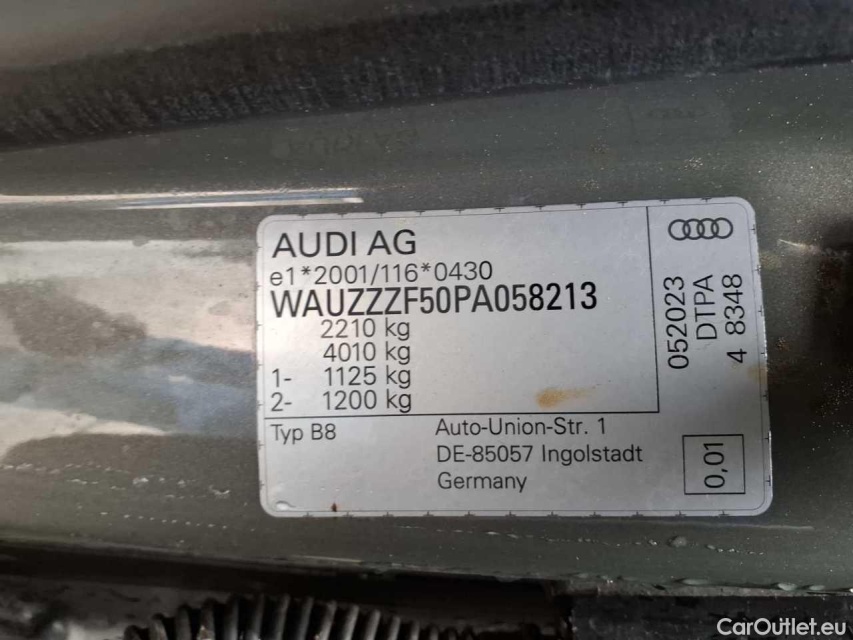 AUDI AG
e1*2001/116*0430
WAUZZZF50PA058213
2210 kg
4010 kg
1- 1125 kg
2- 1200 kg
Typ B8
Auto-Union-Str. 1
DE-85057 Ingolstadt
Germany
052023
DTPA
4 8348
0,01
CarOutlet.eu